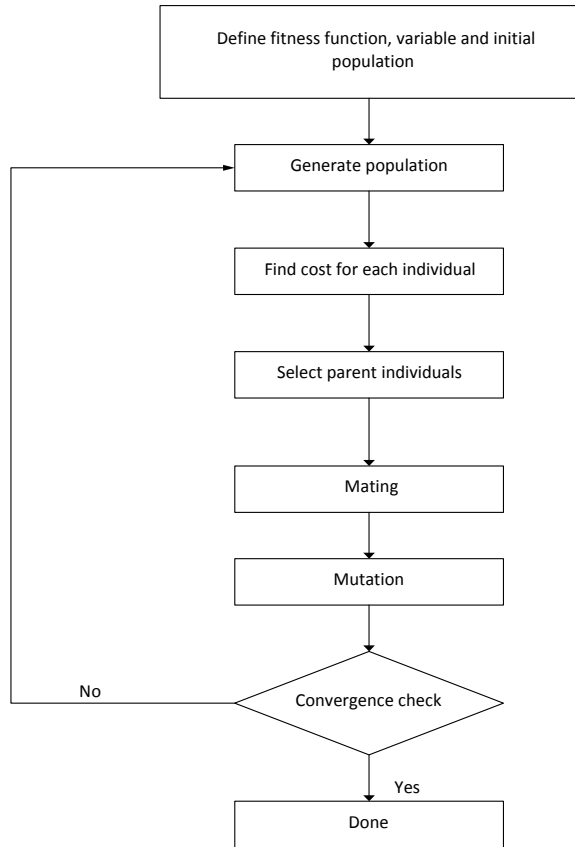 Define fitness function, variable and initial
population
Generate population
Find cost for each individual
Select parent individuals
Mating
Mutation
Convergence check
No
Yes
Done